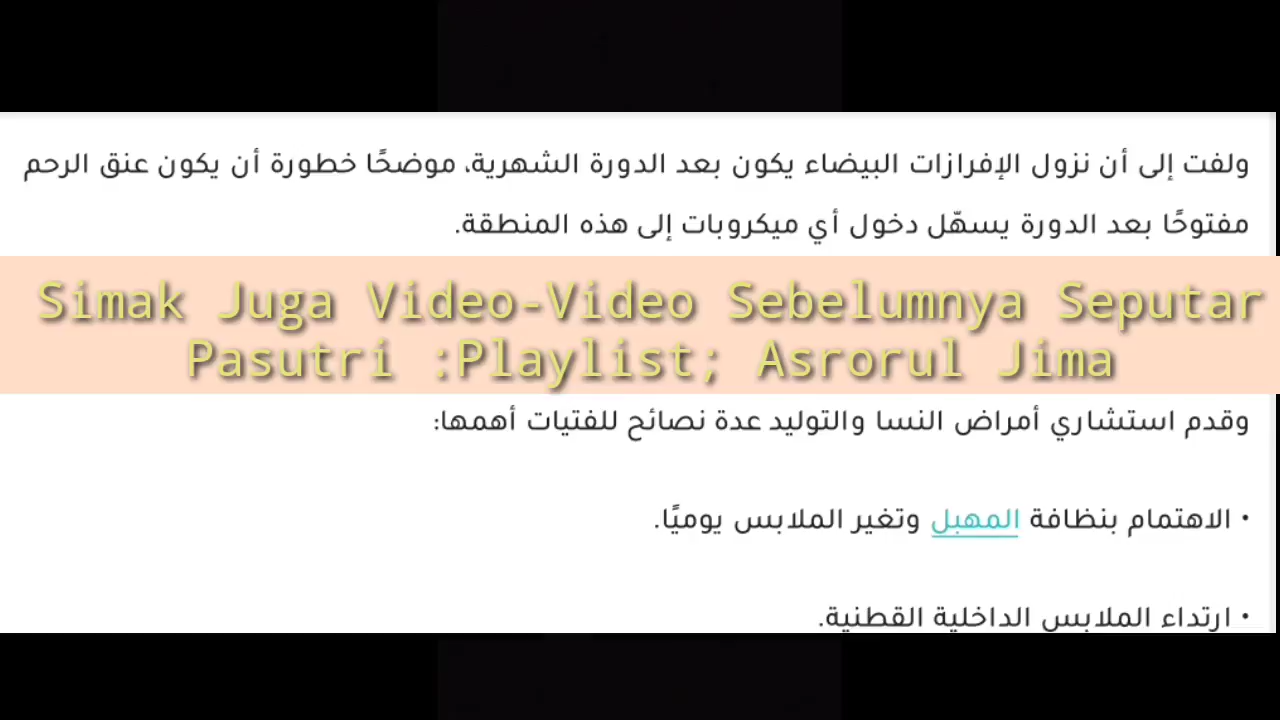 ولفت إلى أن نزول الإفرازات البيضاء يكون بعد الدورة الشهرية، موضحًا خطورة أن يكون عنق الرحم
مفتوحًا بعد الدورة يسهّل دخول أي ميكروبات إلى هذه المنطقة.
Simak Juga Video-Video Sebelumnya Seputar
Pasutri :Playlist; Asrorul Jima
وقدم استشاري أمراض النسا والتوليد عدة نصائح للفتيات أهمها:
• الاهتمام بنظافة المهبل وتغير الملابس يوميًا.
• ارتداء الملابس الداخلية القطنية.